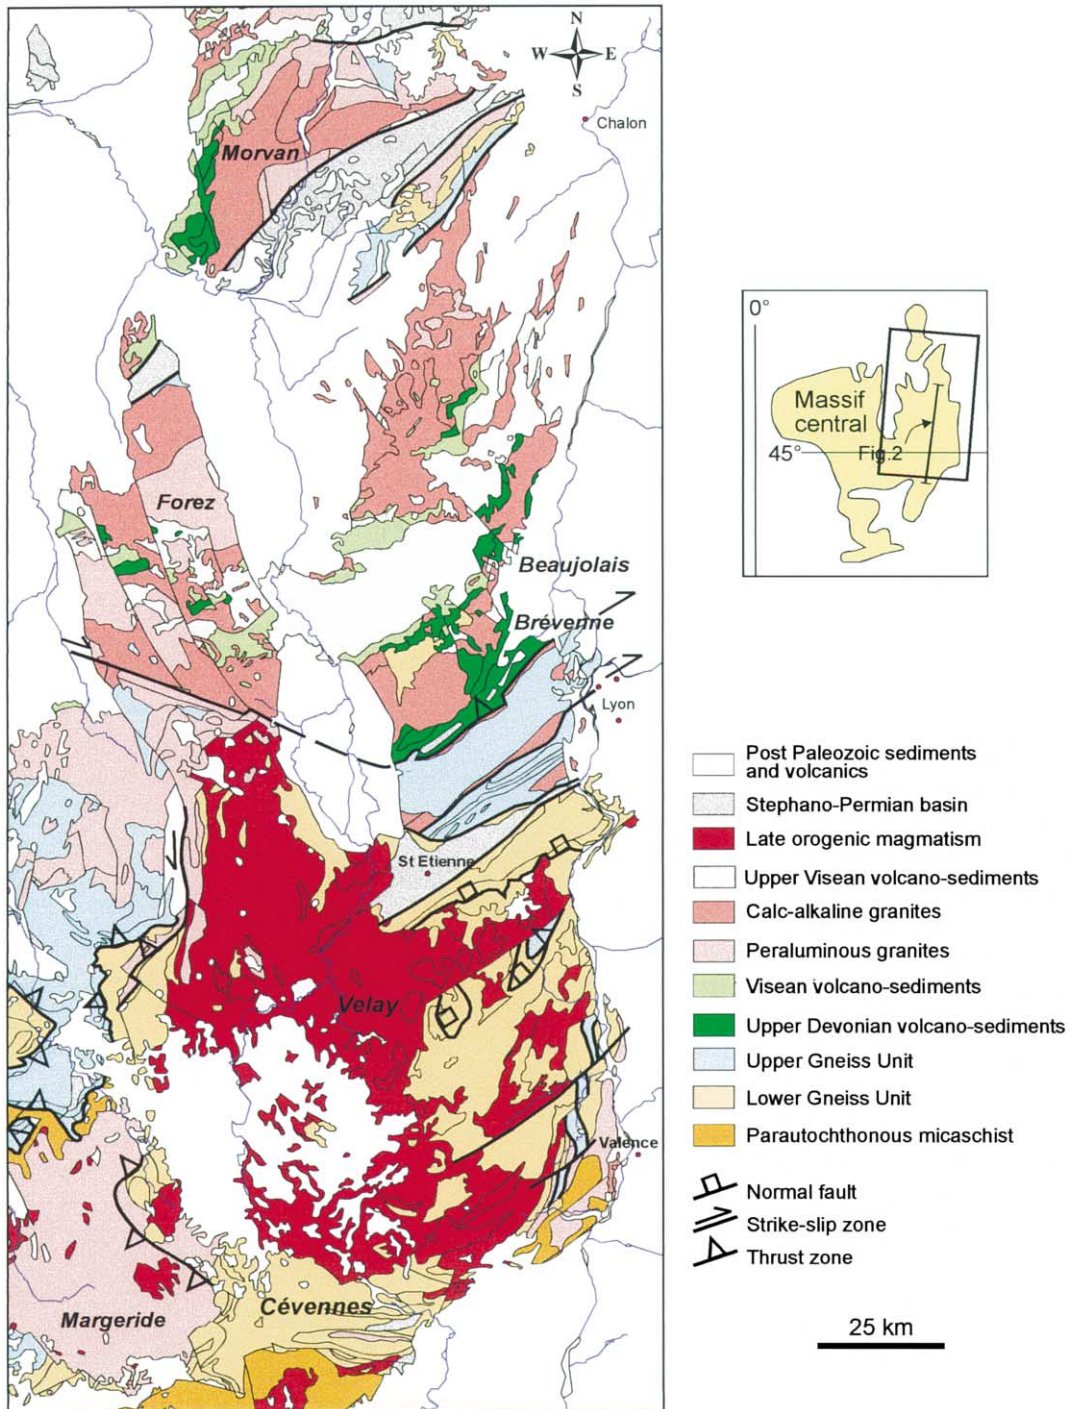 N
W E
S
Chalon
Morvan
Forez
Beaujolais
Brévenne
Lyon
St Etienne
Velay
Valence
Cévennes
Margeride
0°
Massif
central
45°
Fig.2
Post Paleozoic sediments
and volcanics
Stephano-Permian basin
Late orogenic magmatism
Upper Visean volcano-sediments
Calc-alkaline granites
Peraluminous granites
Visean volcano-sediments
Upper Devonian volcano-sediments
Upper Gneiss Unit
Lower Gneiss Unit
Parautochthonous micaschist
Normal fault
Strike-slip zone
Thrust zone
25 km